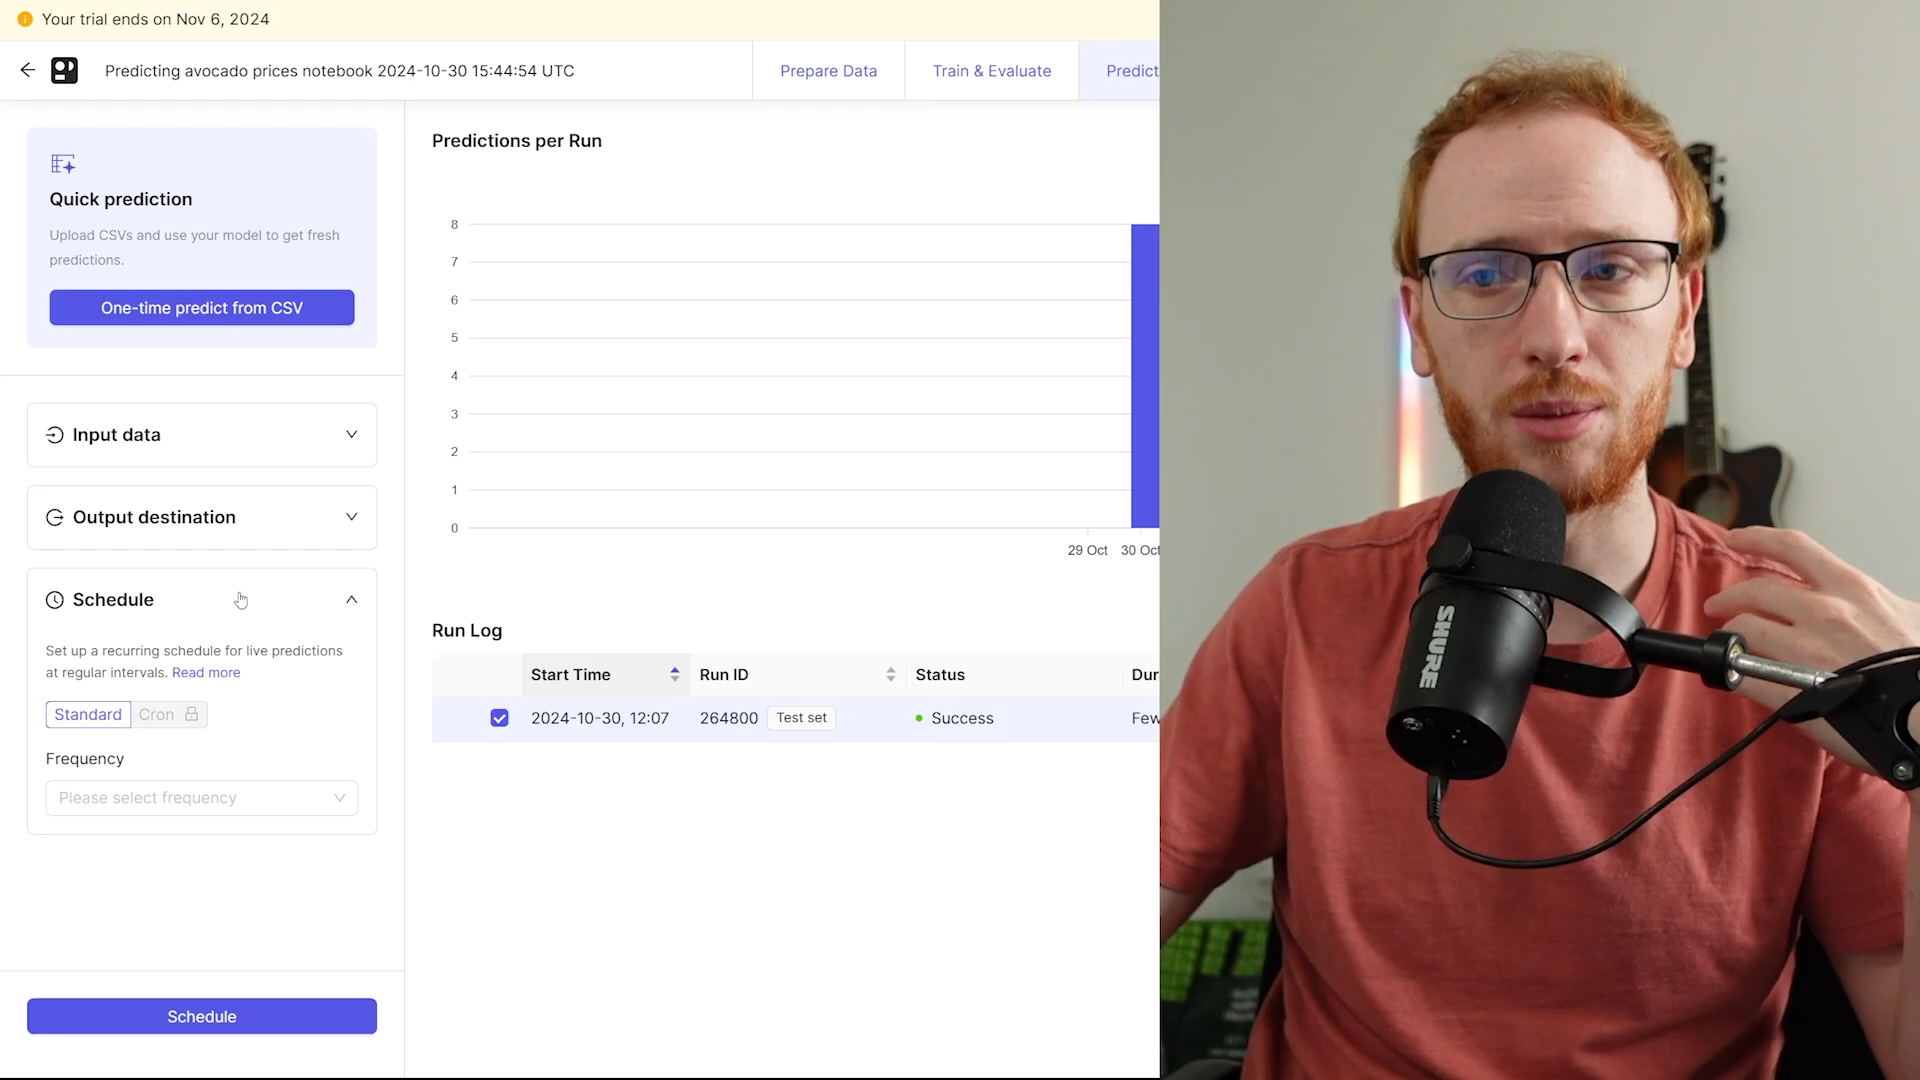 Your trial ends on Nov 6, 2024
Predicting avocado prices notebook 2024-10-30 15:44:54 UTC
Prepare Data
Train & Evaluate
Predict
Quick prediction
Upload CSVs and use your model to get fresh
predictions.
One-time predict from CSV
Input data
Output destination
Schedule
Set up a recurring schedule for live predictions
at regular intervals. Read more
Standard
Cron
Frequency
Please select frequency
Schedule
Predictions per Run
8
7
6
5
4
3
2
1
0
29 Oct
30 Oct
Run Log
Start Time
Run ID
Status
Dur
2024-10-30, 12:07
264800
Test set
Success
Few
SHURE